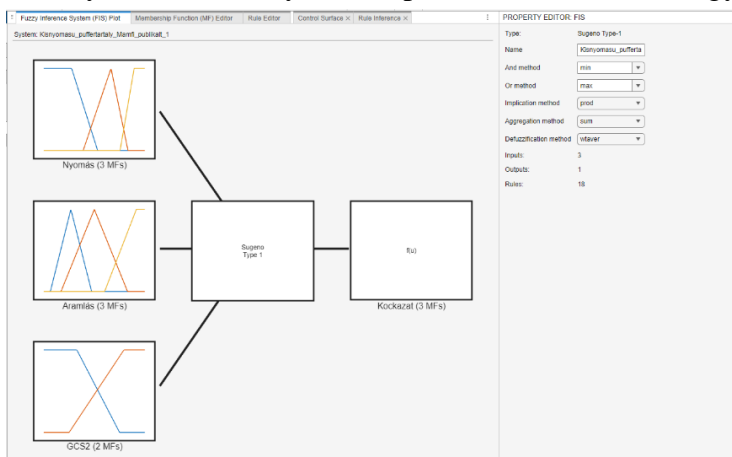 Fuzzy Inference System (FIS) Plot
Membership Function (MF) Editor
Rule Editor
Control Surface ×
Rule Inference ×
System: Kisnyomasu_puffertartaly_Mamfi_publikalt_1
Nyomás (3 MFs)
Áramlás (3 MFs)
GCS2 (2 MFs)
Sugeno
Type 1
f(u)
Kockazat (3 MFs)
PROPERTY EDITOR: FIS
Type: Sugeno Type-1
Name Kisnyomasu_pufferta
And method min
Or method max
Implication method prod
Aggregation method sum
Defuzzification method wtaver
Inputs: 3
Outputs: 1
Rules: 18